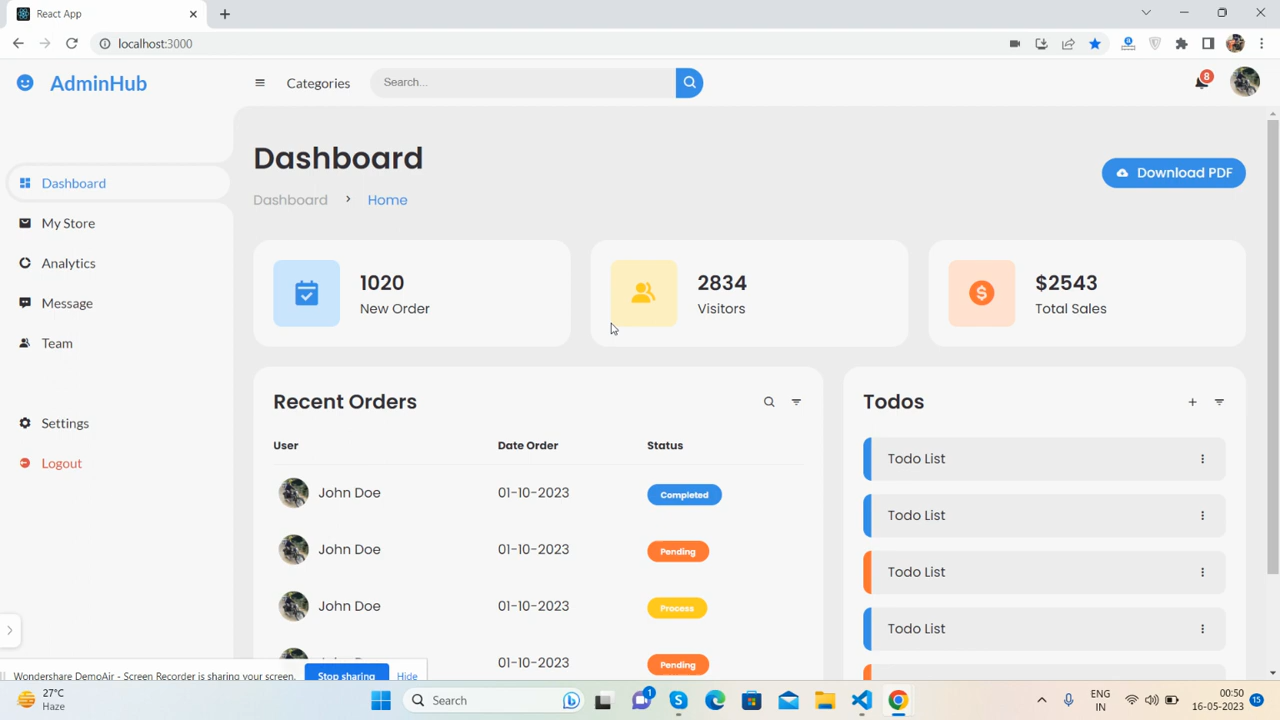 React App
localhost:3000
AdminHub
Categories
Search...
8
Dashboard
My Store
Analytics
Message
Team
Settings
Logout
Dashboard
Dashboard > Home
Download PDF
1020
New Order
2834
Visitors
$2543
Total Sales
Recent Orders
User Date Order Status
John Doe 01-10-2023 Completed
John Doe 01-10-2023 Pending
John Doe 01-10-2023 Process
01-10-2023 Pending
Todos
Todo List
Todo List
Todo List
Todo List
Wondershare DemoAir - Screen Recorder is sharing your screen. Stop sharing Hide
27°C
Haze
Search
1
ENG
IN
00:50
16-05-2023
15